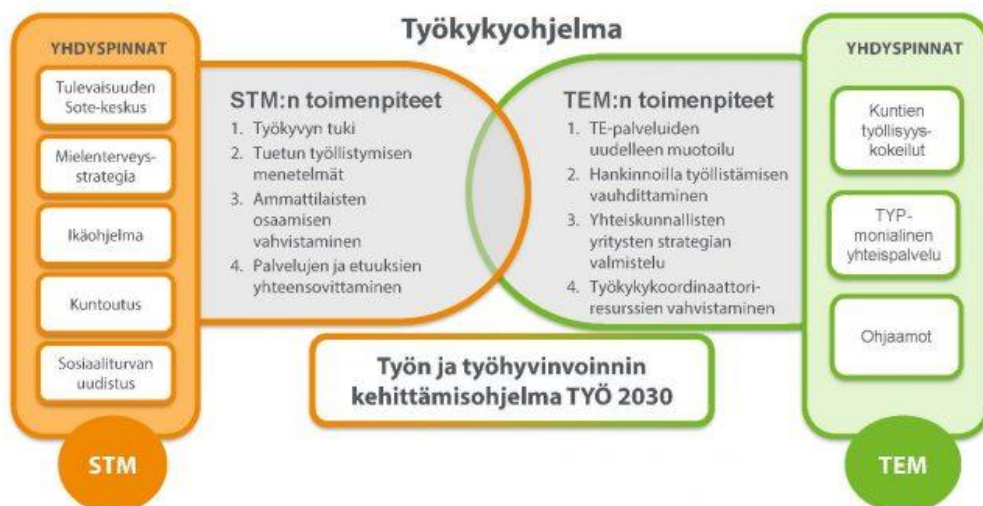 Työkykyohjelma
YHDYSPINNAT
Tulevaisuuden
Sote-keskus
Mielenterveys-
strategia
Ikäohjelma
Kuntoutus
Sosiaaliturvan
uudistus
STM
STM:n toimenpiteet
1. Työkyvyn tuki
2. Tuetun työllistymisen
menetelmät
3. Ammattilaisten
osaamisen
vahvistaminen
4. Palvelujen ja etuuksien
yhteensovittaminen
TEM:n toimenpiteet
1. TE-palveluiden
uudelleen muotoilu
2. Hankinnoilla työllistämisen
vauhdittaminen
3. Yhteiskunnallisten
yritysten strategian
valmistelu
4. Työkykykoordinaattori-
resurssien vahvistaminen
Työn ja työhyvinvoinnin
kehittämisohjelma TYÖ 2030
YHDYSPINNAT
Kuntien
työllisyys-
kokeilut
TYP-
monialinen
yhteispalvelu
Ohjaamot
TEM